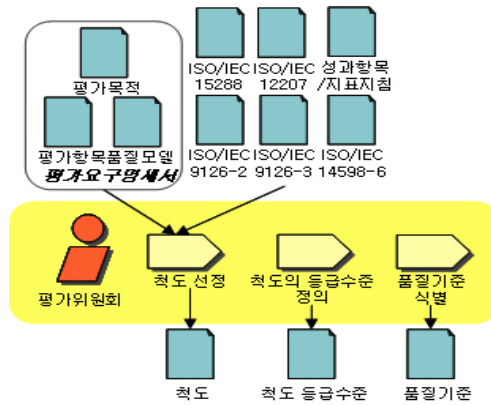 평가목적
평가항목 품질모델
평가요구명세서
ISO/IEC 15288
ISO/IEC 12207
성과항목 /지표지침
ISO/IEC 9126-2
ISO/IEC 9126-3
ISO/IEC 14598-6
평가위원회
척도 선정
척도의 등급수준 정의
품질기준 식별
척도
척도 등급수준
품질기준